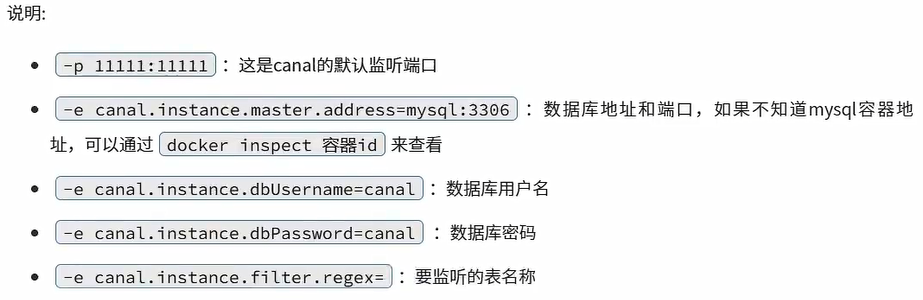 说明:
-p 11111:11111 ：这是canal的默认监听端口
-e canal.instance.master.address=mysql:3306 ：数据库地址和端口，如果不知道mysql容器地
址，可以通过 docker inspect 容器id 来查看
-e canal.instance.dbUsername=canal ：数据库用户名
-e canal.instance.dbPassword=canal ：数据库密码
-e canal.instance.filter.regex= ：要监听的表名称